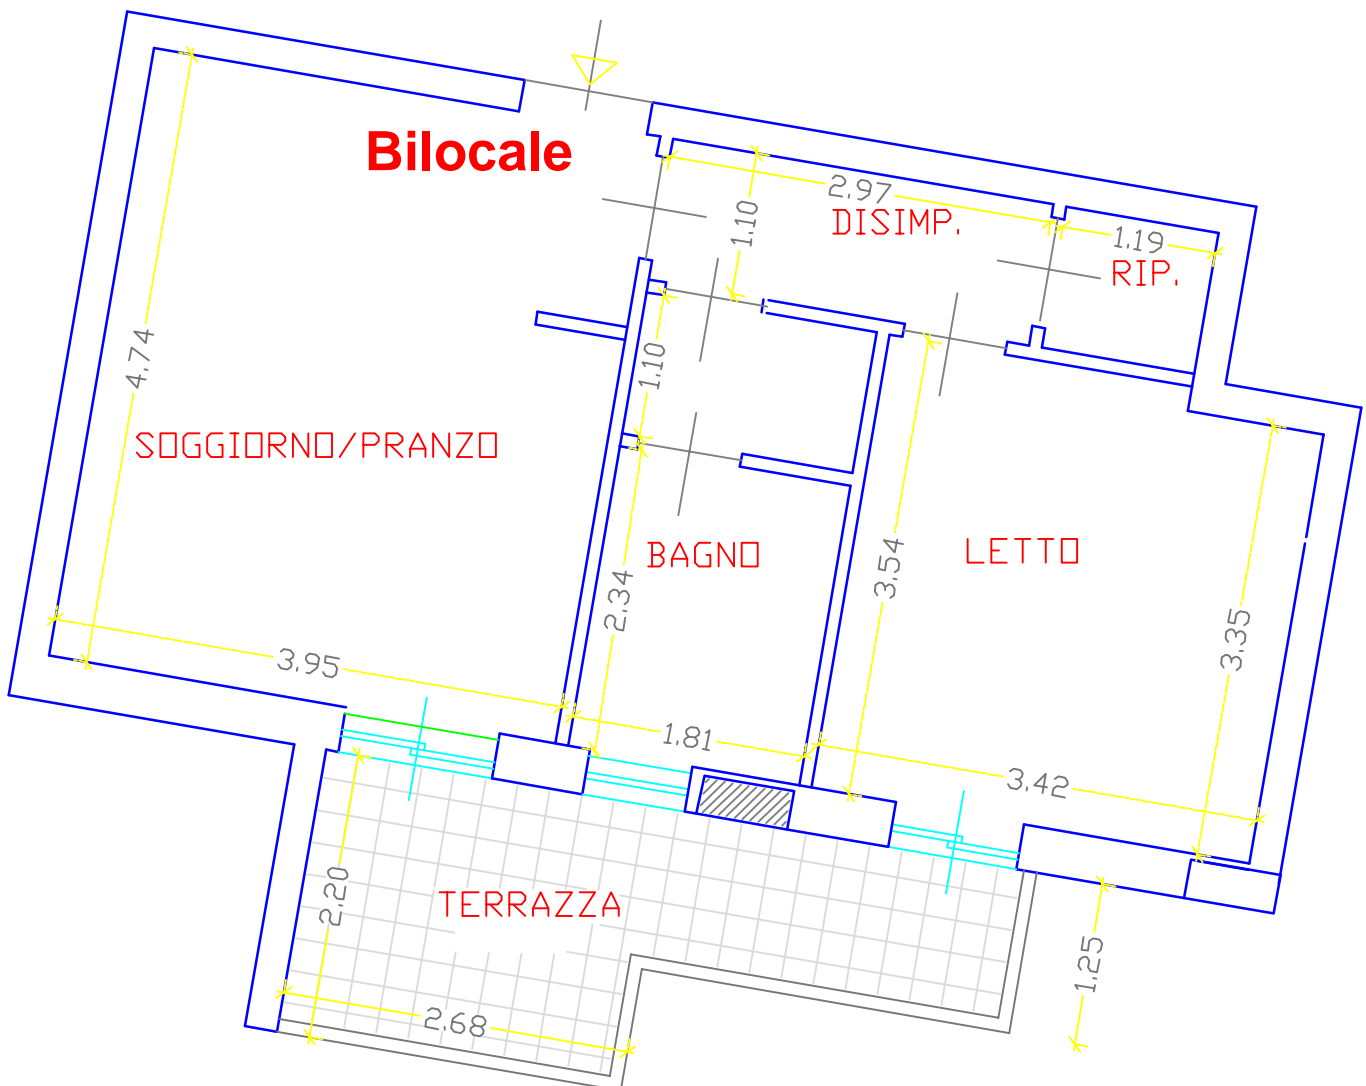 Bilocale
2.97
DISIMP.
1.10
1.19
RIP.
4.74
1.10
SOGGIORNO/PRANZO
BAGNO
LETTO
3.54
2.34
3.35
3.95
1.81
3.42
2.20
TERRAZZA
1.25
2.68